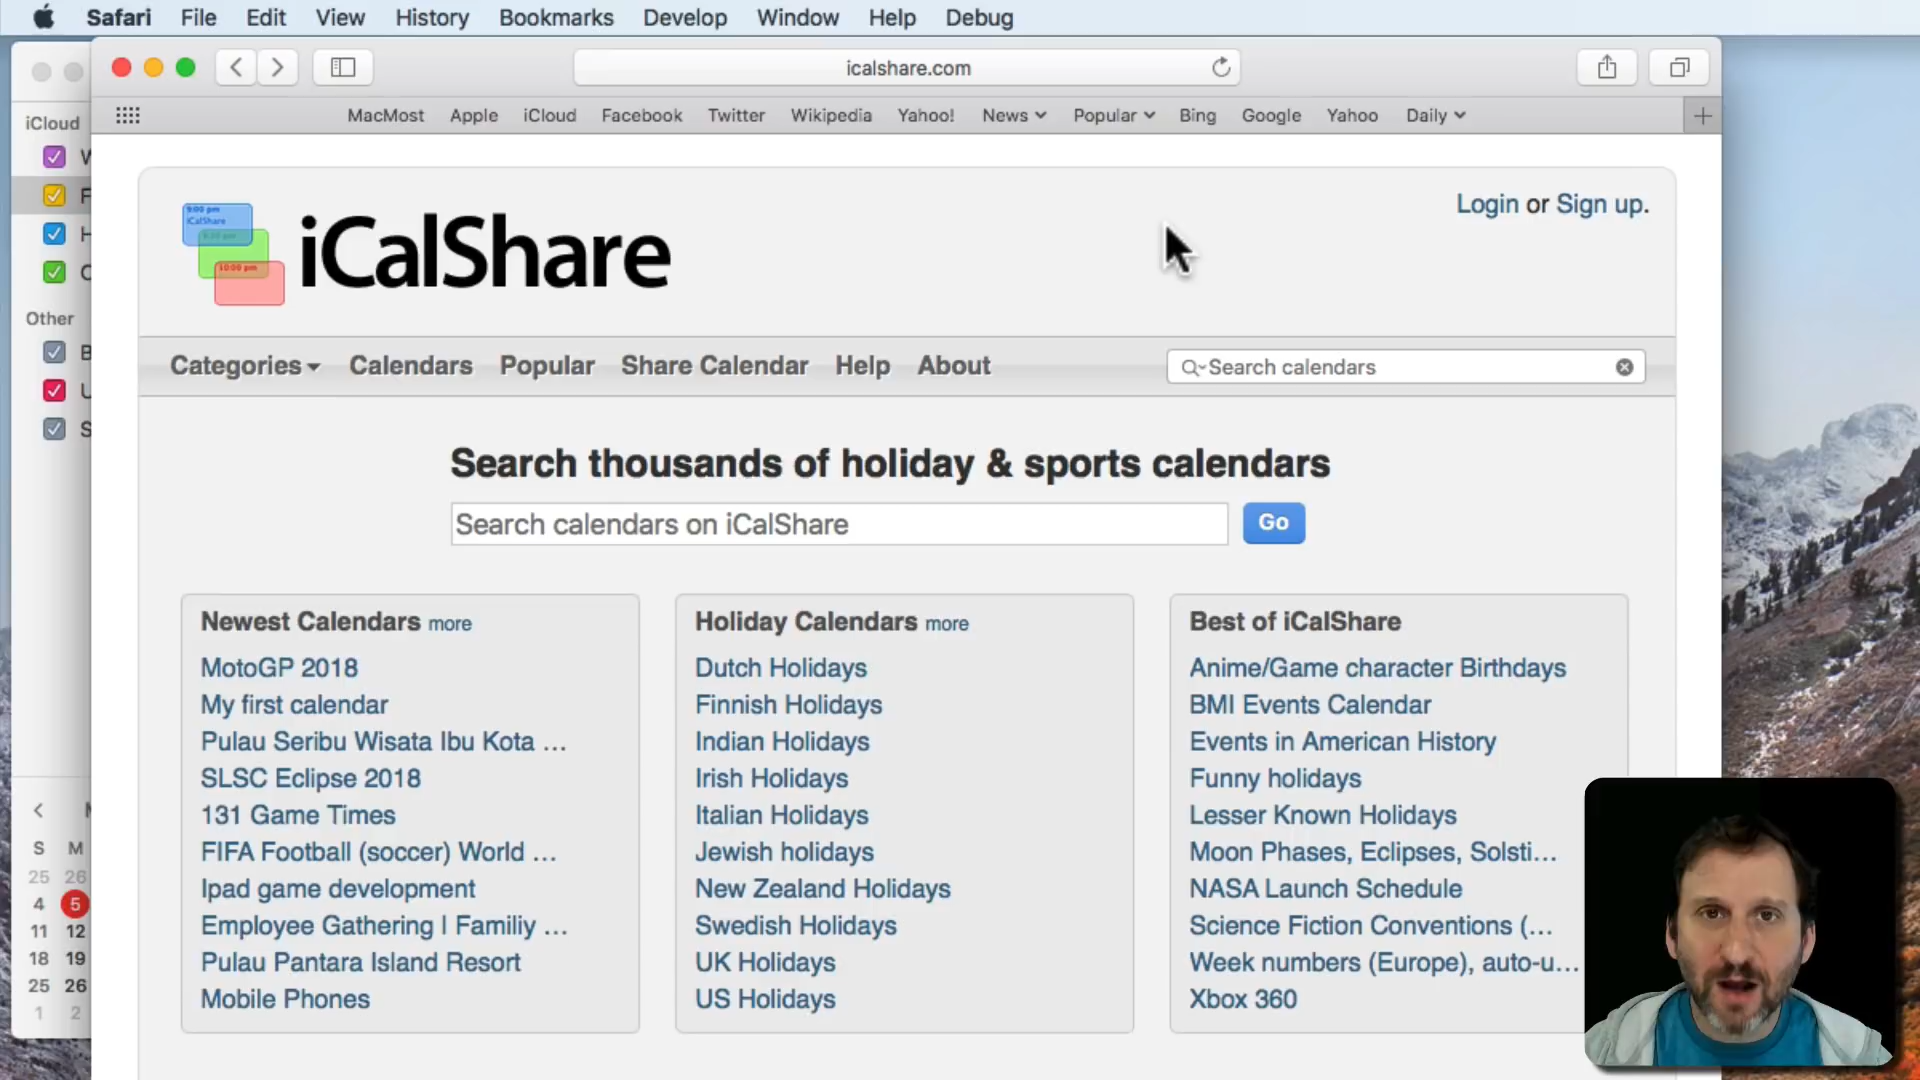 Safari File Edit View History Bookmarks Develop Window Help Debug
icalshare.com
MacMost Apple iCloud Facebook Twitter Wikipedia Yahoo! News Popular Bing Google Yahoo Daily
iCloud
W
F
H
C
Other
B
U
S
S M
25 26
4 5
11 12
18 19
25 26
1 2
9:00 pm
iCalShare
10:00 pm
iCalShare
Login or Sign up.
Categories Calendars Popular Share Calendar Help About
Search calendars
Search thousands of holiday & sports calendars
Search calendars on iCalShare
Go
Newest Calendars more
MotoGP 2018
My first calendar
Pulau Seribu Wisata Ibu Kota ...
SLSC Eclipse 2018
131 Game Times
FIFA Football (soccer) World ...
Ipad game development
Employee Gathering I Familiy ...
Pulau Pantara Island Resort
Mobile Phones
Holiday Calendars more
Dutch Holidays
Finnish Holidays
Indian Holidays
Irish Holidays
Italian Holidays
Jewish holidays
New Zealand Holidays
Swedish Holidays
UK Holidays
US Holidays
Best of iCalShare
Anime/Game character Birthdays
BMI Events Calendar
Events in American History
Funny holidays
Lesser Known Holidays
Moon Phases, Eclipses, Solsti...
NASA Launch Schedule
Science Fiction Conventions (...
Week numbers (Europe), auto-u...
Xbox 360